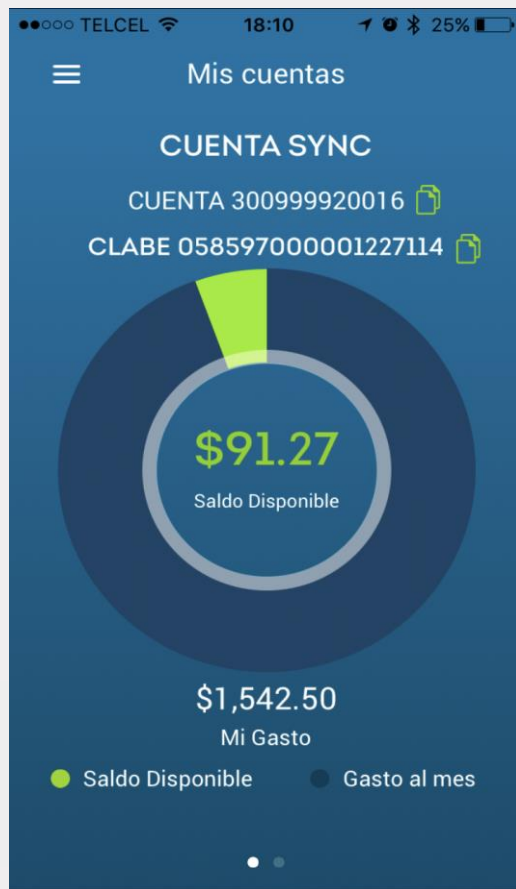 TELCEL 18:10 25%
Mis cuentas
CUENTA SYNC
CUENTA 300999920016
CLABE 058597000001227114
$91.27
Saldo Disponible
$1,542.50
Mi Gasto
Saldo Disponible Gasto al mes